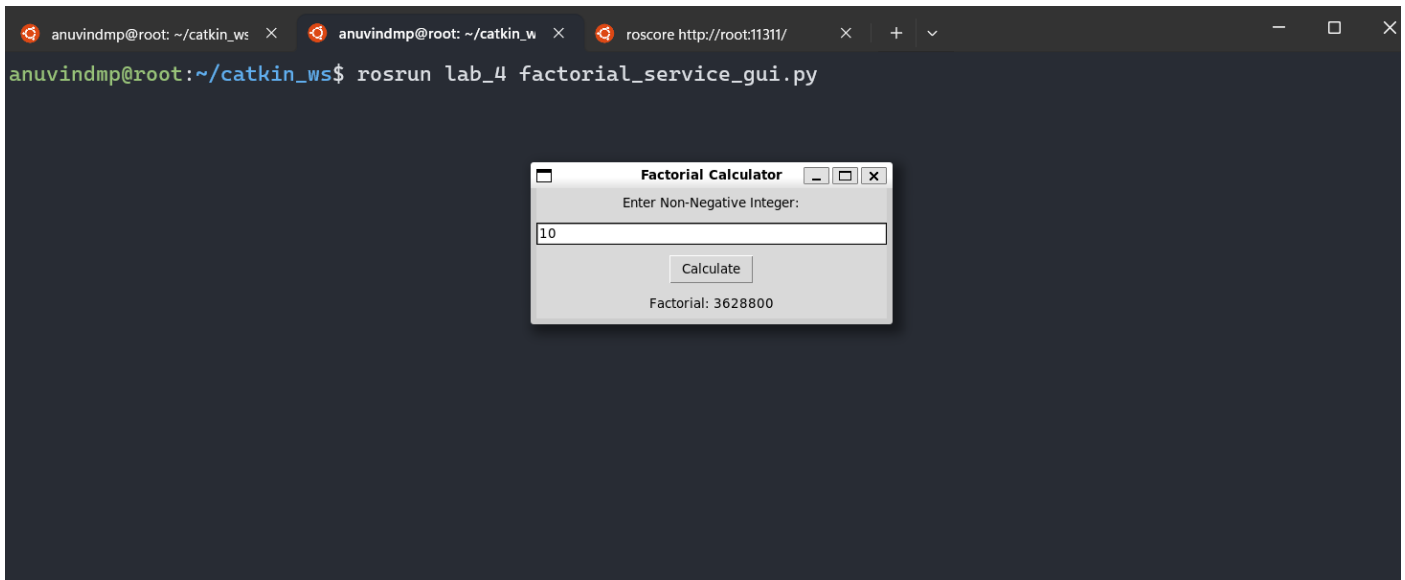 anuvindmp@root: ~/catkin_ws
anuvindmp@root: ~/catkin_w
roscore http://root:11311/
anuvindmp@root:~/catkin_ws$ rosrun lab_4 factorial_service_gui.py
Factorial Calculator
Enter Non-Negative Integer:
10
Calculate
Factorial: 3628800